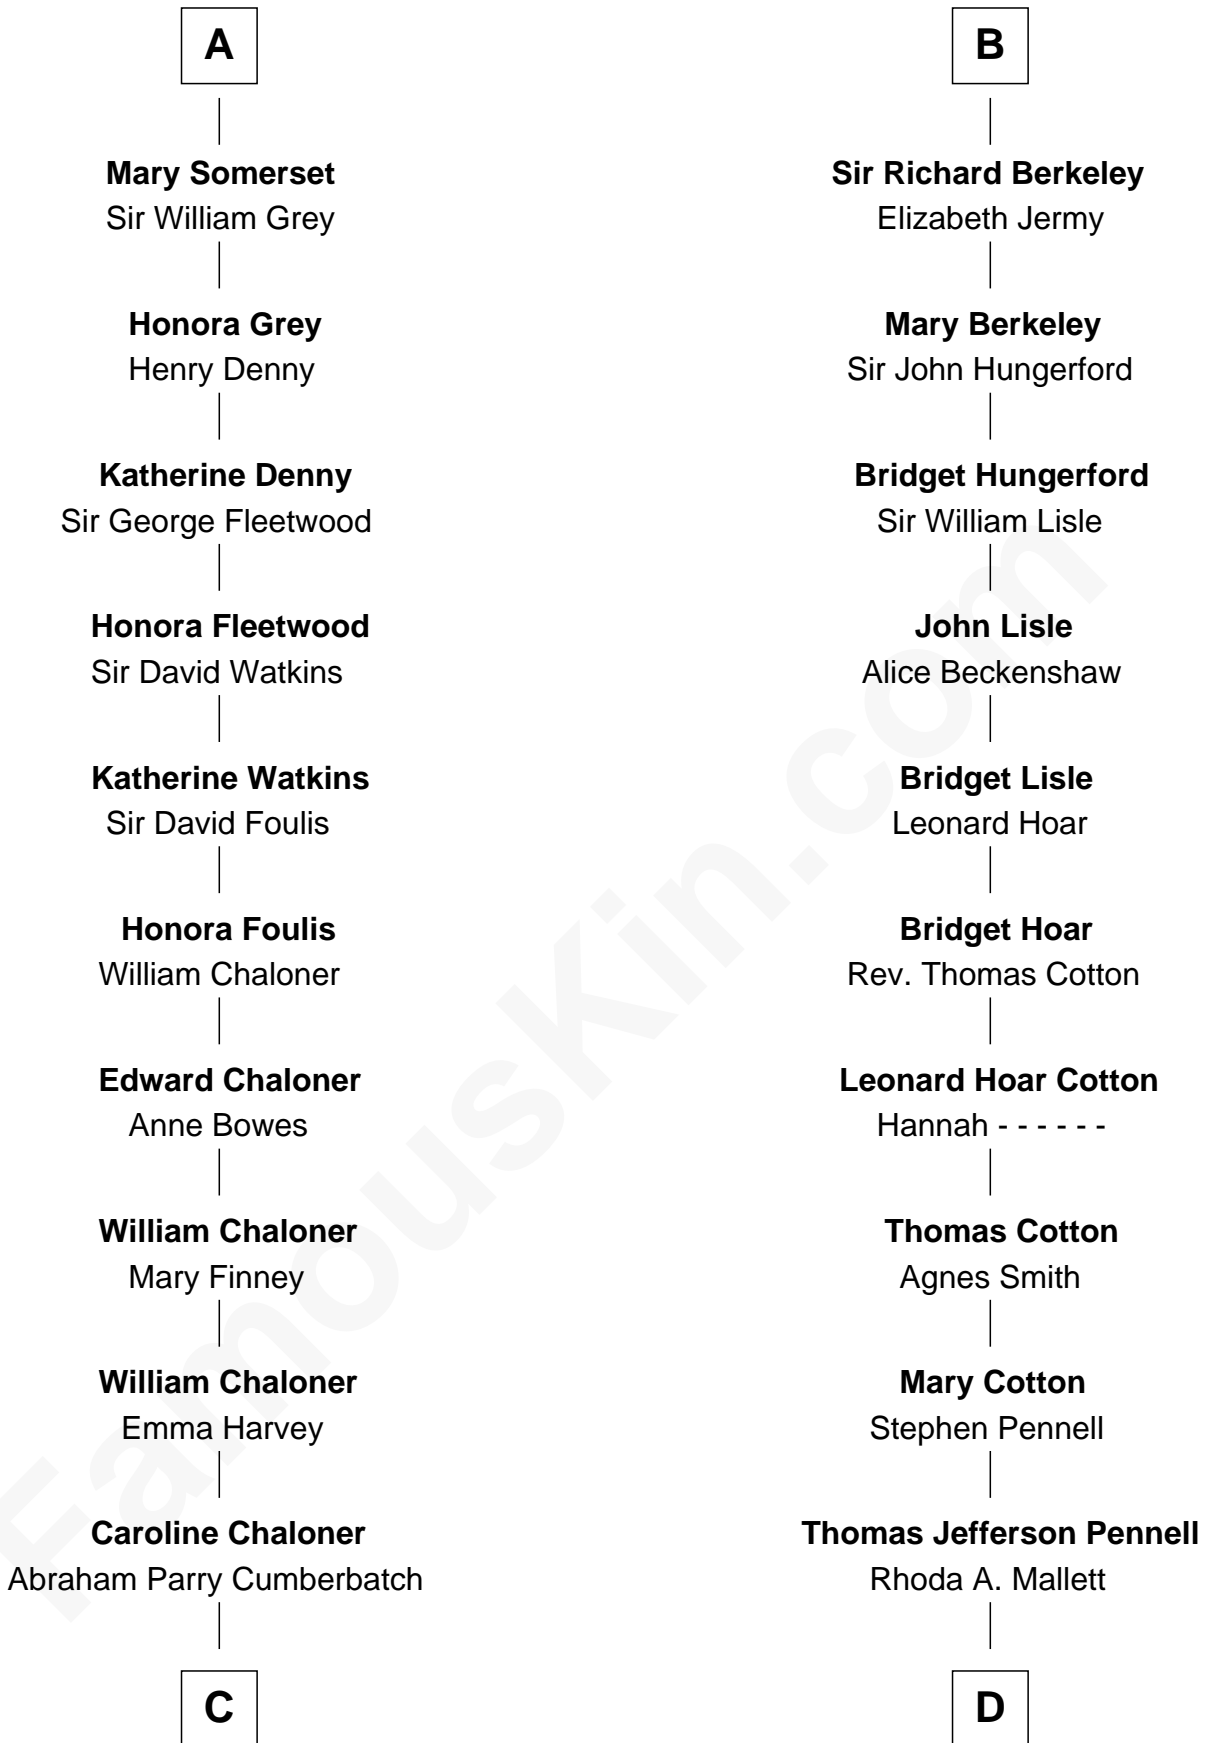 A
Mary Somerset
Sir William Grey
Honora Grey
Henry Denny
Katherine Denny
Sir George Fleetwood
Honora Fleetwood
Sir David Watkins
Katherine Watkins
Sir David Foulis
Honora Foulis
William Chaloner
Edward Chaloner
Anne Bowes
William Chaloner
Mary Finney
William Chaloner
Emma Harvey
Caroline Chaloner
Abraham Parry Cumberbatch
C
B
Sir Richard Berkeley
Elizabeth Jermy
Mary Berkeley
Sir John Hungerford
Bridget Hungerford
Sir William Lisle
John Lisle
Alice Beckenshaw
Bridget Lisle
Leonard Hoar
Bridget Hoar
Rev. Thomas Cotton
Leonard Hoar Cotton
Hannah - - - - - -
Thomas Cotton
Agnes Smith
Mary Cotton
Stephen Pennell
Thomas Jefferson Pennell
Rhoda A. Mallett
D
FamousKin.com